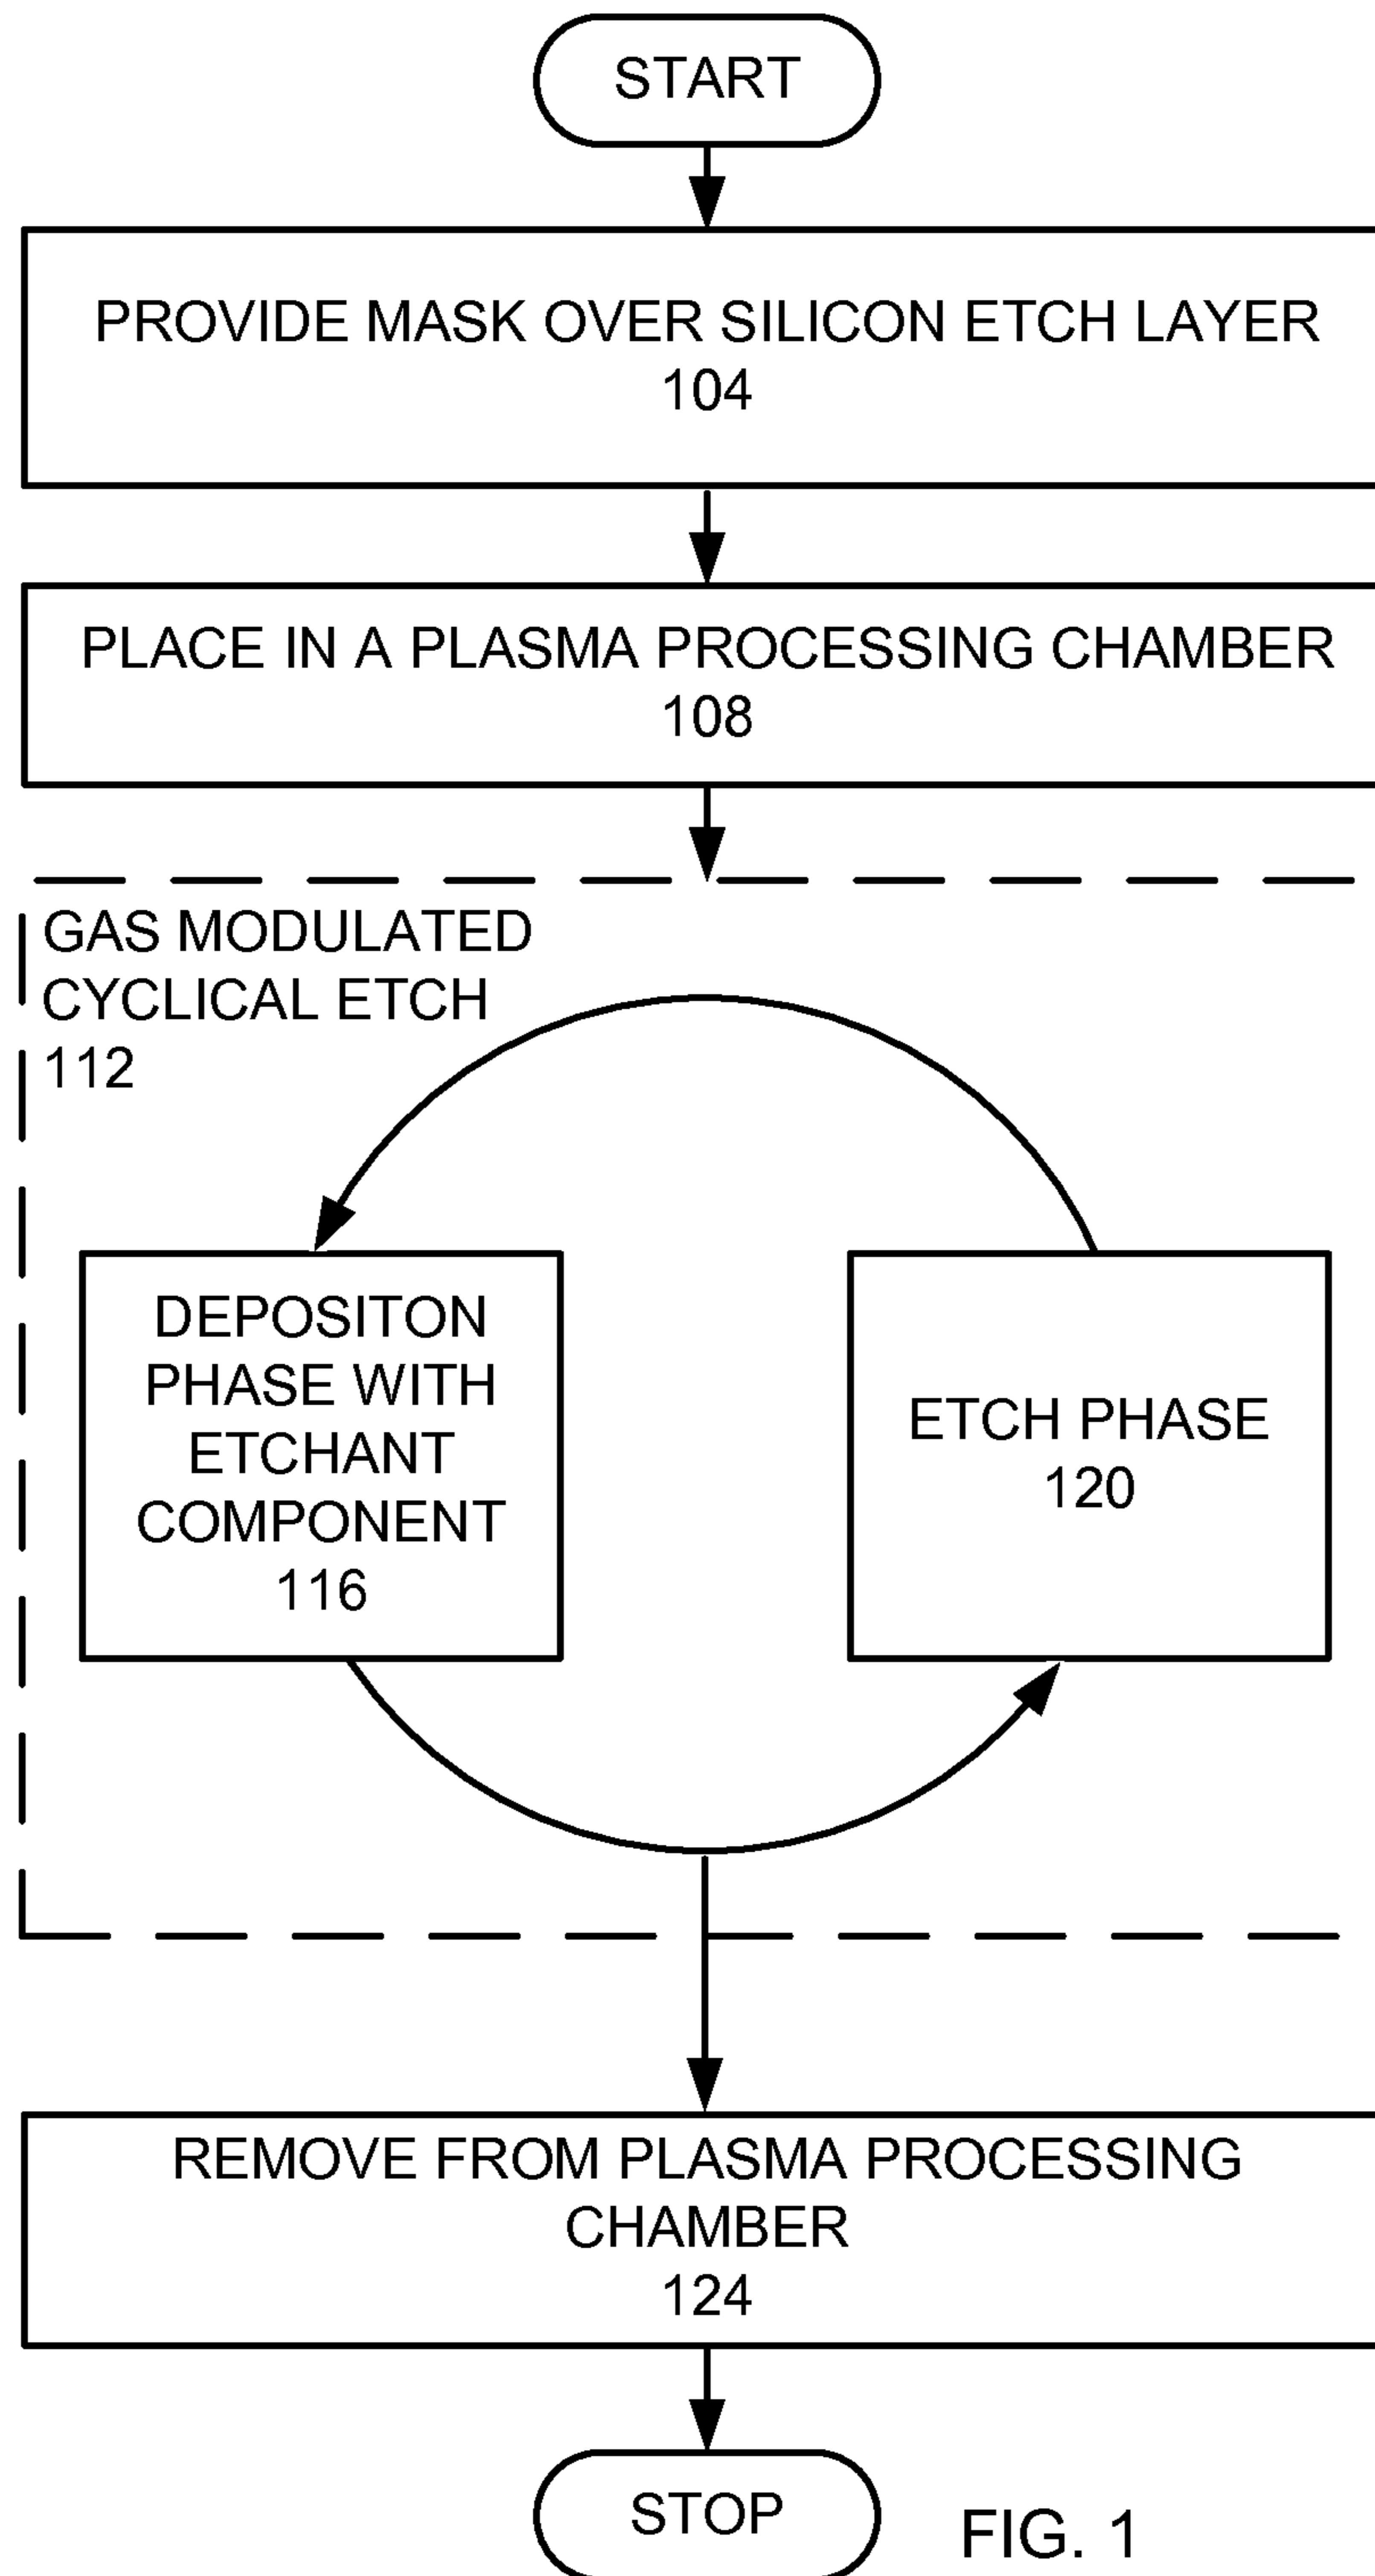 START
PROVIDE MASK OVER SILICON ETCH LAYER
104
PLACE IN A PLASMA PROCESSING CHAMBER
108
GAS MODULATED
CYCLICAL ETCH
112
DEPOSITON
PHASE WITH
ETCHANT
COMPONENT
116
ETCH PHASE
120
REMOVE FROM PLASMA PROCESSING
CHAMBER
124
STOP
FIG. 1